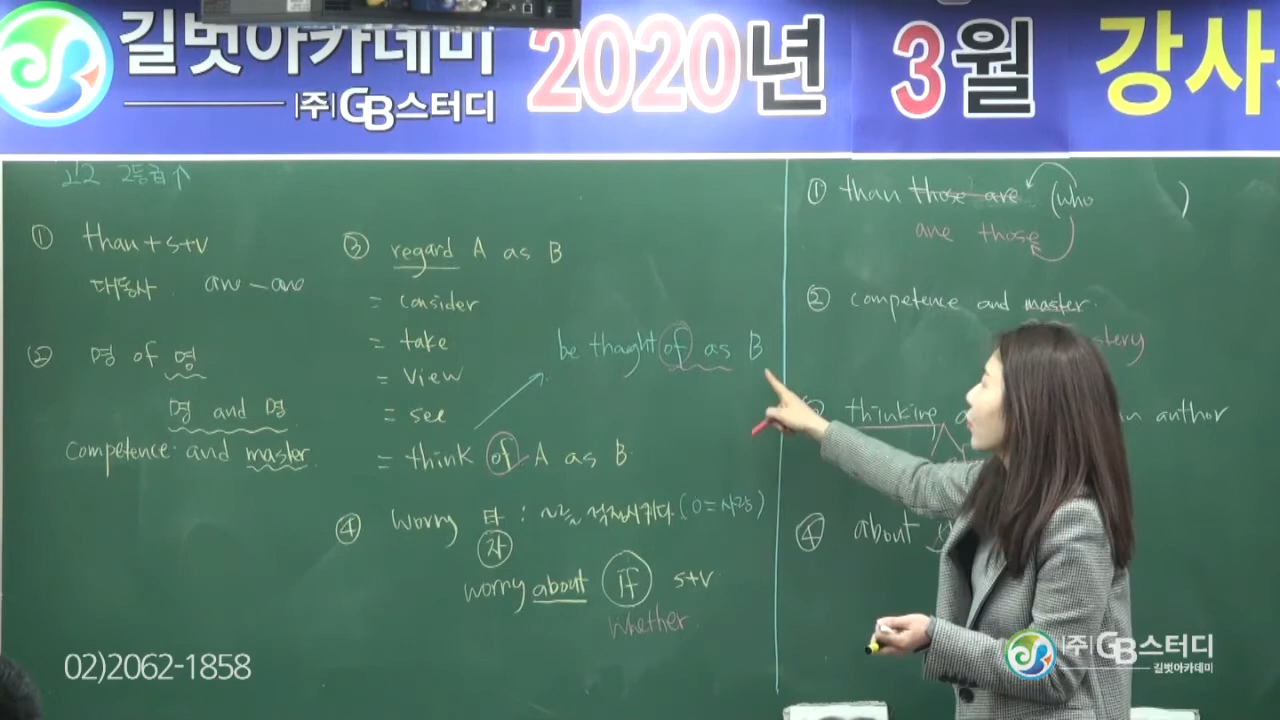 길벗아카데미
(주)GB스터디
2020년 3월 강사
고2 2등급↑
① than + s+v
대동사 are - are
② 명 of 명
명 and 명
competence and master
③ regard A as B
= consider
= take
= view
= see
= think of A as B
be thought of as B
④ worry 타 : ~를 걱정시키다 (o=사람)
자
worry about if s+v
whether
① than those are (who )
are those
② competence and master.
stery
thinking, a n author
④ about
02)2062-1858
(주)GB스터디
길벗아카데미